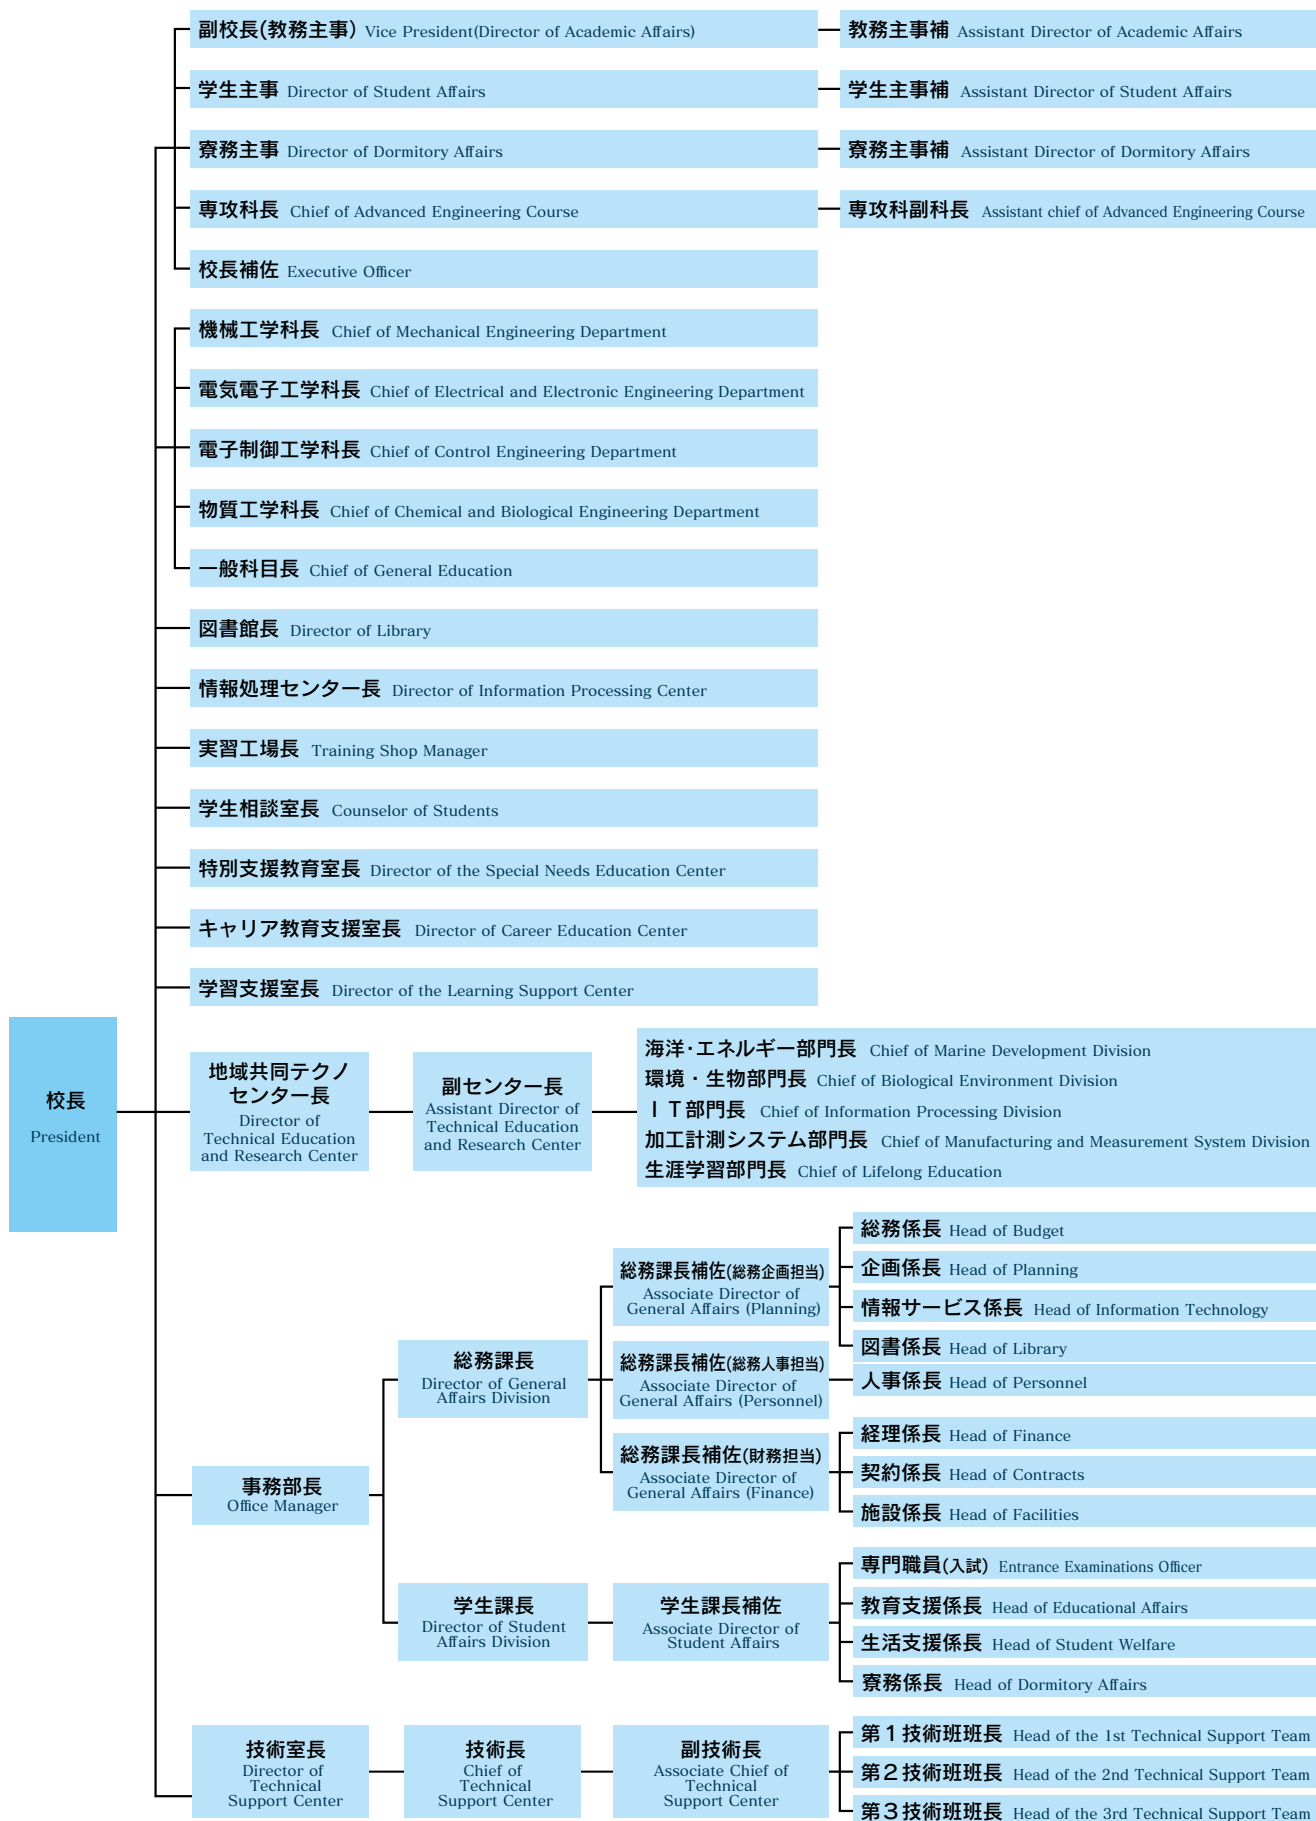 副校長(教務主事) Vice President(Director of Academic Affairs)
教務主事補 Assistant Director of Academic Affairs
学生主事 Director of Student Affairs
学生主事補 Assistant Director of Student Affairs
寮務主事 Director of Dormitory Affairs
寮務主事補 Assistant Director of Dormitory Affairs
専攻科長 Chief of Advanced Engineering Course
専攻科副科長 Assistant chief of Advanced Engineering Course
校長補佐 Executive Officer
機械工学科長 Chief of Mechanical Engineering Department
電気電子工学科長 Chief of Electrical and Electronic Engineering Department
電子制御工学科長 Chief of Control Engineering Department
物質工学科長 Chief of Chemical and Biological Engineering Department
一般科目長 Chief of General Education
図書館長 Director of Library
情報処理センター長 Director of Information Processing Center
実習工場長 Training Shop Manager
学生相談室長 Counselor of Students
特別支援教育室長 Director of the Special Needs Education Center
キャリア教育支援室長 Director of Career Education Center
学習支援室長 Director of the Learning Support Center
校長
President
地域共同テクノ
センター長
Director of
Technical Education
and Research Center
副センター長
Assistant Director of
Technical Education
and Research Center
海洋・エネルギー部門長 Chief of Marine Development Division
環境・生物部門長 Chief of Biological Environment Division
ＩＴ部門長 Chief of Information Processing Division
加工計測システム部門長 Chief of Manufacturing and Measurement System Division
生涯学習部門長 Chief of Lifelong Education
事務部長
Office Manager
総務課長
Director of General
Affairs Division
総務課長補佐(総務企画担当)
Associate Director of
General Affairs (Planning)
総務係長 Head of Budget
企画係長 Head of Planning
情報サービス係長 Head of Information Technology
図書係長 Head of Library
総務課長補佐(総務人事担当)
Associate Director of
General Affairs (Personnel)
人事係長 Head of Personnel
総務課長補佐(財務担当)
Associate Director of
General Affairs (Finance)
経理係長 Head of Finance
契約係長 Head of Contracts
施設係長 Head of Facilities
学生課長
Director of Student
Affairs Division
学生課長補佐
Associate Director of
Student Affairs
専門職員(入試) Entrance Examinations Officer
教育支援係長 Head of Educational Affairs
生活支援係長 Head of Student Welfare
寮務係長 Head of Dormitory Affairs
技術室長
Director of
Technical
Support Center
技術長
Chief of
Technical
Support Center
副技術長
Associate Chief of
Technical
Support Center
第１技術班班長 Head of the 1st Technical Support Team
第２技術班班長 Head of the 2nd Technical Support Team
第３技術班班長 Head of the 3rd Technical Support Team